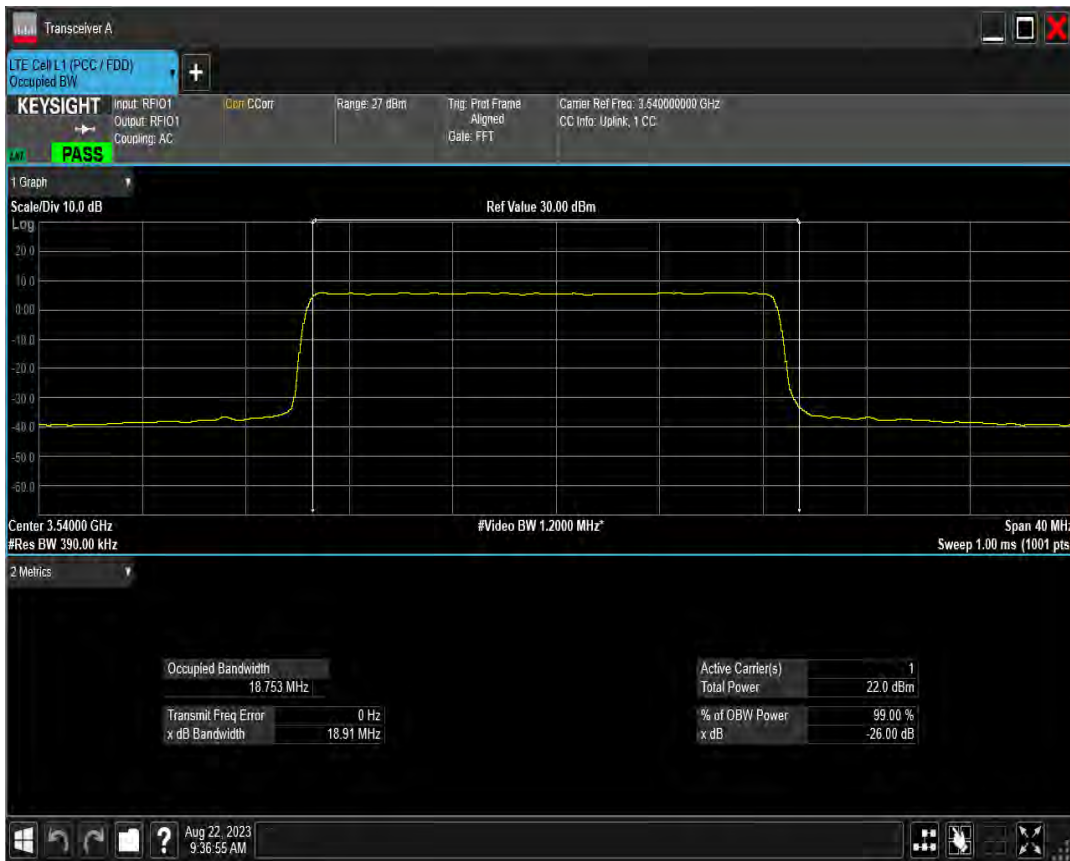 Transceiver A
LTE Cell L1 (PCC / FDD)
Occupied BW
+
KEYSIGHT
Input: RFIO1
Output: RFIO1
Coupling: AC
Corr CCorr
Range: 27 dBm
Trig: Prot Frame
Aligned
Gate: FFT
Carrier Ref Freq: 3.540000000 GHz
CC Info: Uplink, 1 CC
PASS
1 Graph
Scale/Div 10.0 dB
Ref Value 30.00 dBm
Log
20.0
10.0
0.00
-10.0
-20.0
-30.0
-40.0
-50.0
-60.0
Center 3.54000 GHz
#Video BW 1.2000 MHz*
Span 40 MHz
#Res BW 390.00 kHz
Sweep 1.00 ms (1001 pts
2 Metrics
Occupied Bandwidth
18.753 MHz
Transmit Freq Error 0 Hz
x dB Bandwidth 18.91 MHz
Active Carrier(s) 1
Total Power 22.0 dBm
% of OBW Power 99.00 %
x dB -26.00 dB
?
Aug 22, 2023
9:36:55 AM